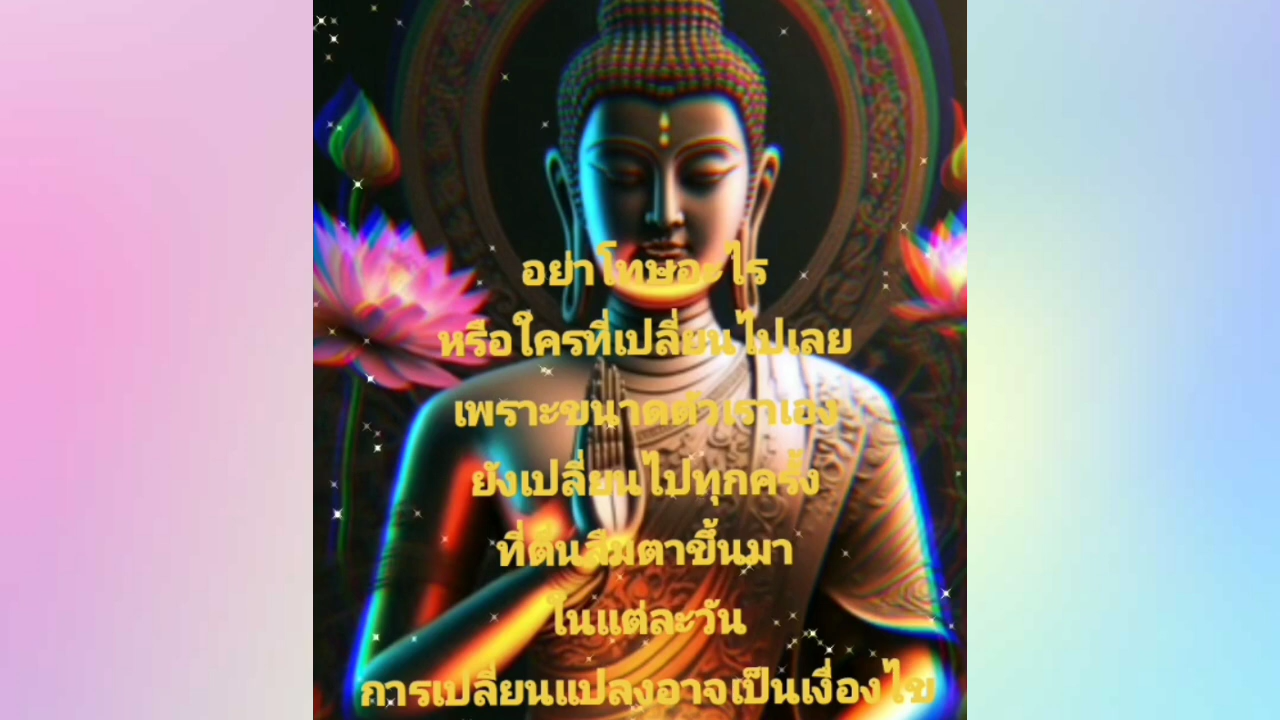 อย่าโทษอะไร
หรือใครที่เปลี่ยนไปเลย
เพราะขนาดตัวเราเอง
ยังเปลี่ยนไปทุกครั้ง
ที่ตื่นลืมตาขึ้นมา
ในแต่ละวัน
การเปลี่ยนแปลงอาจเป็นเงื่องไข